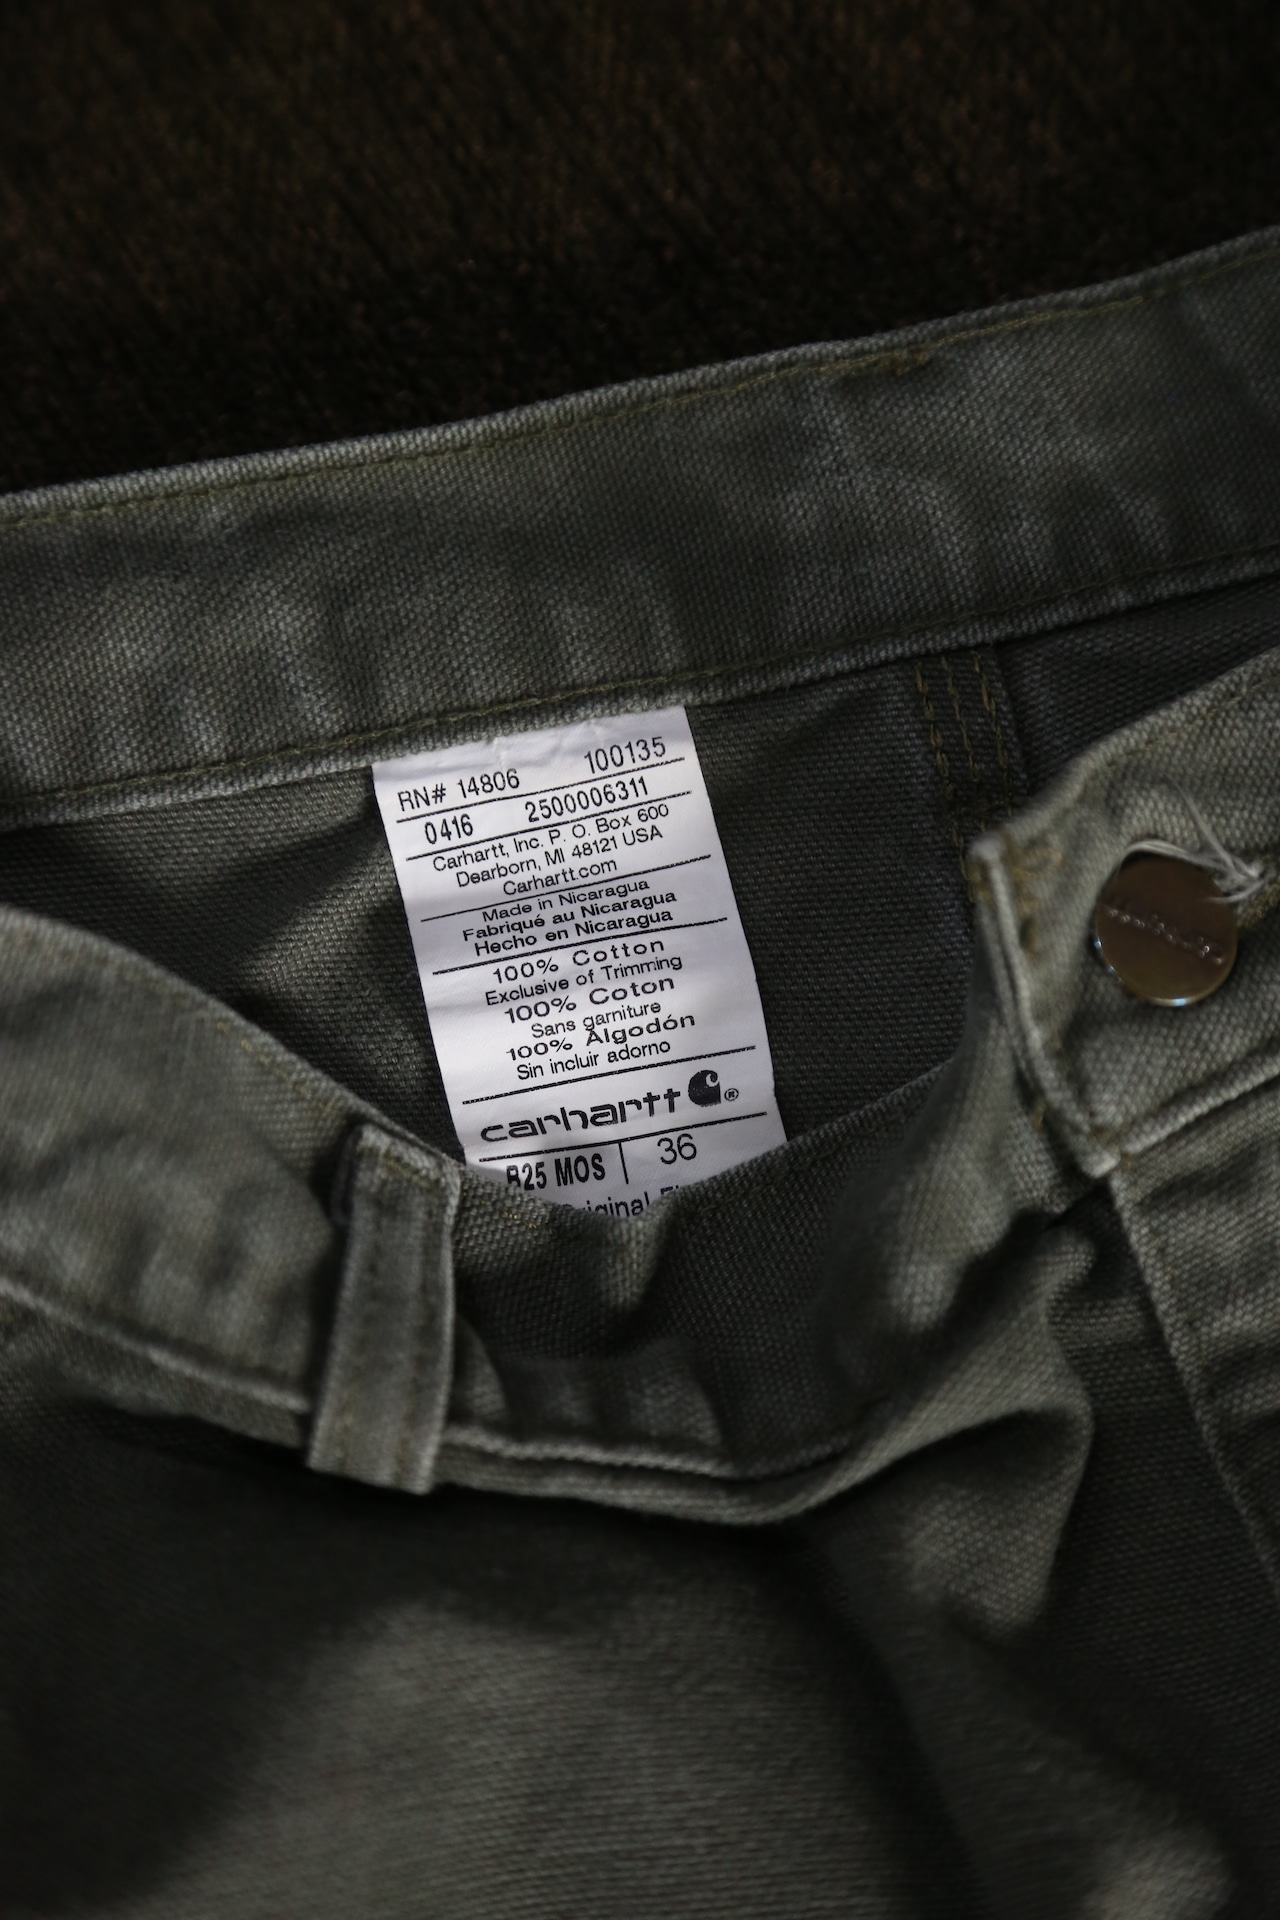 RN# 14806 100135
0416 2500006311
Carhartt, Inc. P. O. Box 600
Dearborn, MI 48121 USA
Carhartt.com
Made in Nicaragua
Fabriqué au Nicaragua
Hecho en Nicaragua
100% Cotton
Exclusive of Trimming
100% Coton
Sans garniture
100% Algodón
Sin incluir adorno
carhartt ®
B25 MOS | 36